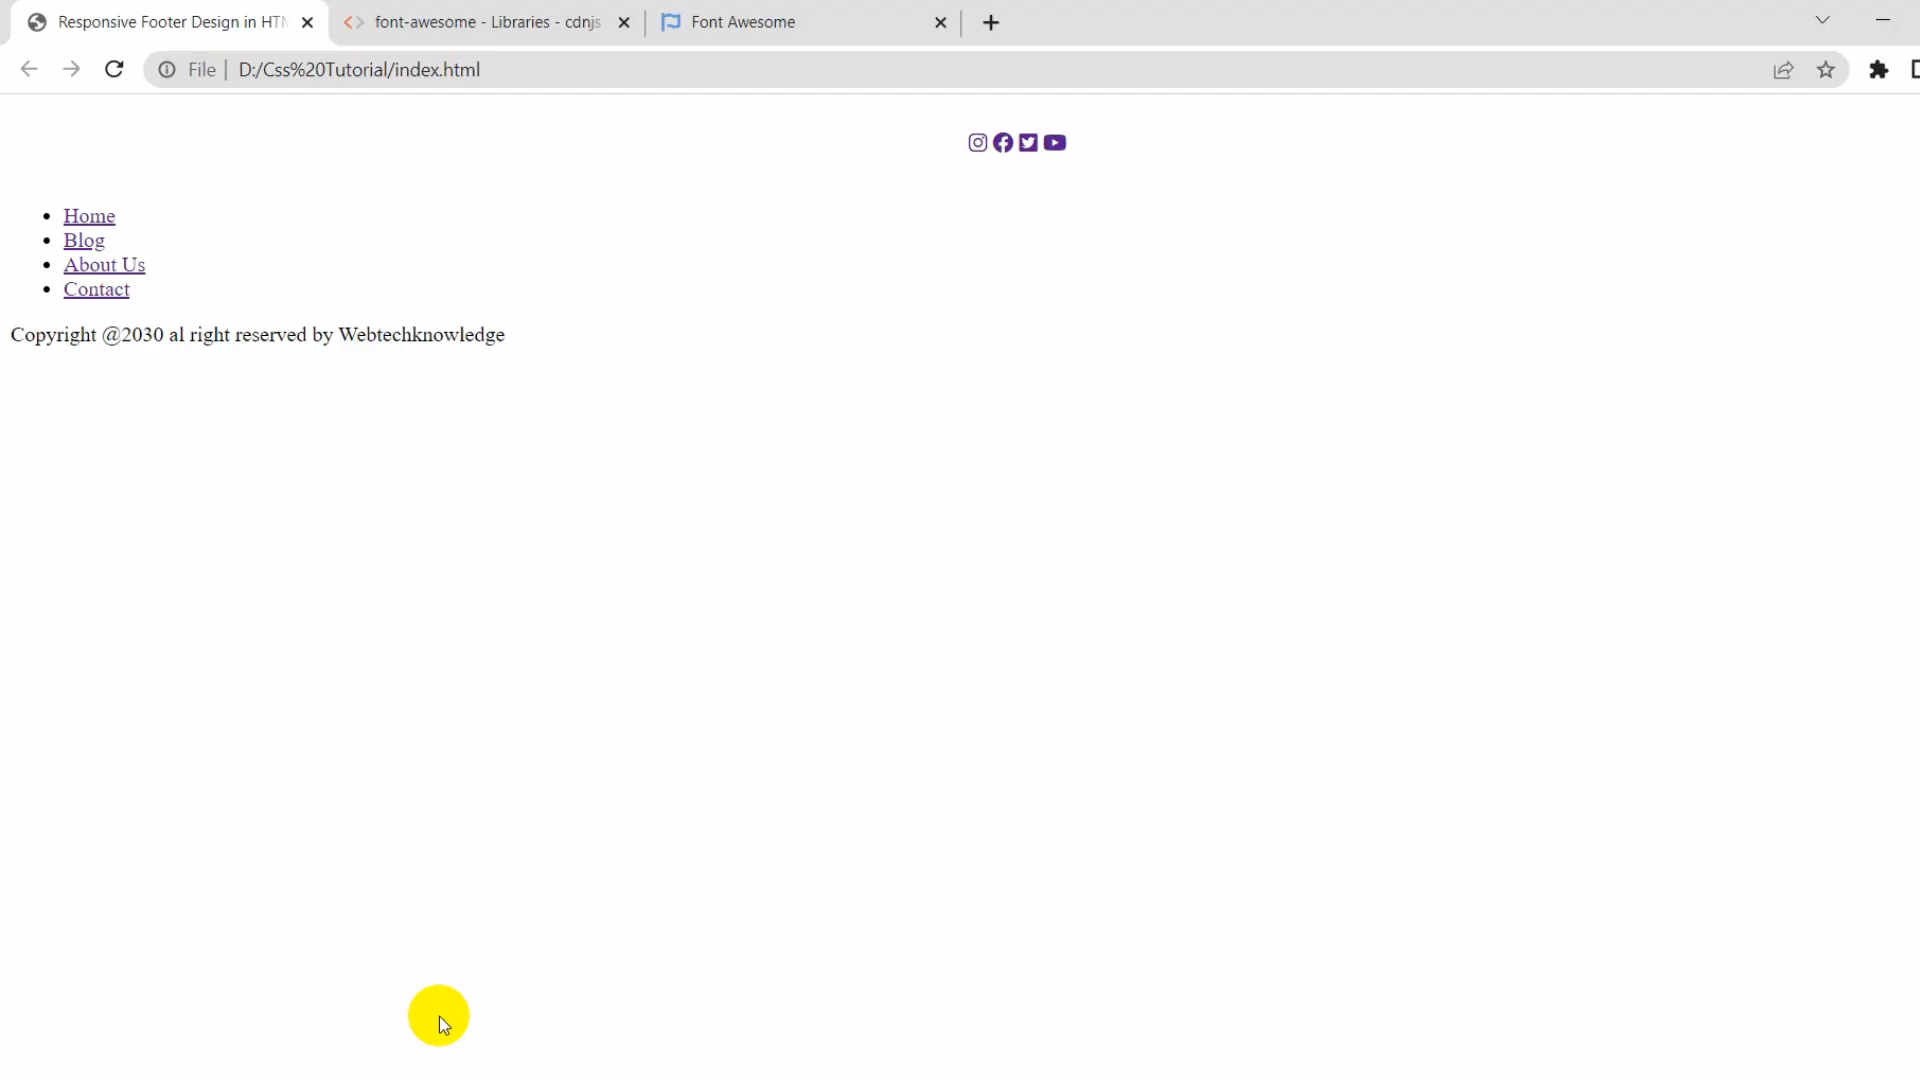 Responsive Footer Design in HTM
font-awesome - Libraries - cdnjs
Font Awesome
File | D:/Css%20Tutorial/index.html
Home
Blog
About Us
Contact
Copyright @2030 al right reserved by Webtechknowledge